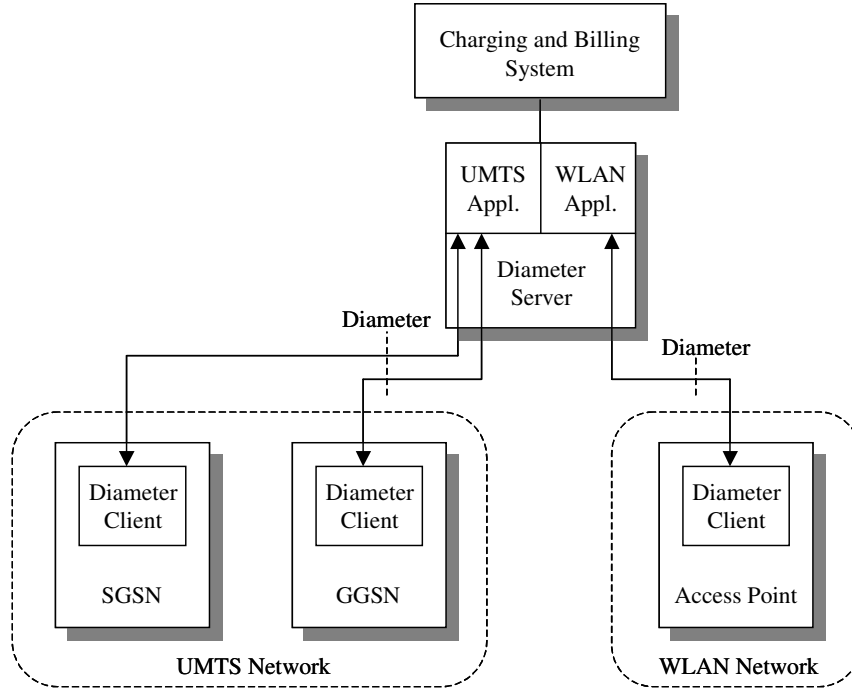 Charging and Billing
System
UMTS
Appl.
WLAN
Appl.
Diameter
Server
Diameter
Diameter
Diameter
Client
SGSN
Diameter
Client
GGSN
Diameter
Client
Access Point
UMTS Network
WLAN Network